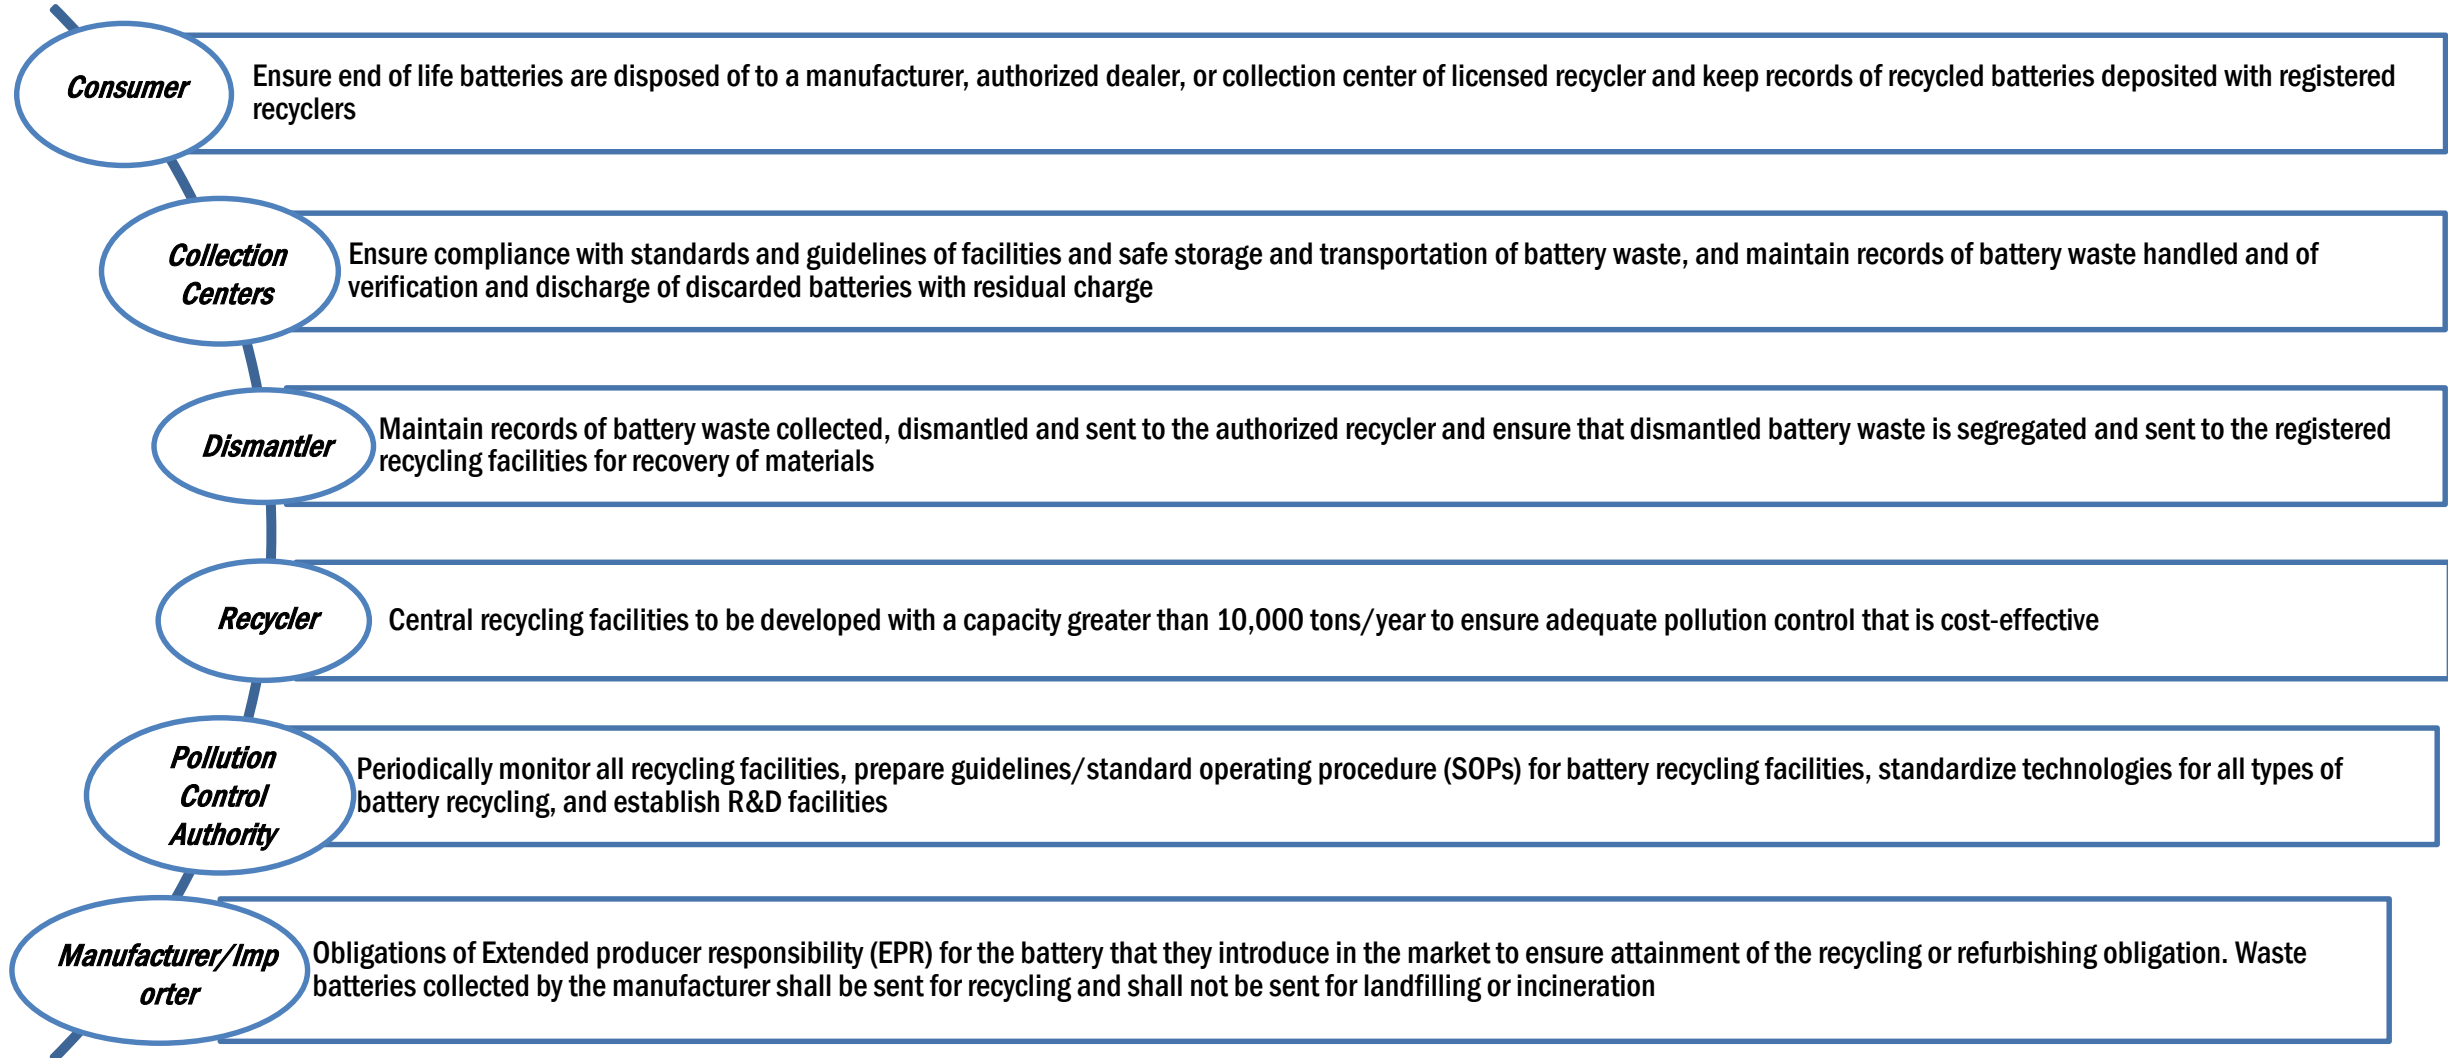 Consumer
Ensure end of life batteries are disposed of to a manufacturer, authorized dealer, or collection center of licensed recycler and keep records of recycled batteries deposited with registered
recyclers
Collection
Centers
Ensure compliance with standards and guidelines of facilities and safe storage and transportation of battery waste, and maintain records of battery waste handled and of
verification and discharge of discarded batteries with residual charge
Dismantler
Maintain records of battery waste collected, dismantled and sent to the authorized recycler and ensure that dismantled battery waste is segregated and sent to the registered
recycling facilities for recovery of materials
Recycler
Central recycling facilities to be developed with a capacity greater than 10,000 tons/year to ensure adequate pollution control that is cost-effective
Pollution
Control
Authority
Periodically monitor all recycling facilities, prepare guidelines/standard operating procedure (SOPs) for battery recycling facilities, standardize technologies for all types of
battery recycling, and establish R&D facilities
Manufacturer/Imp
orter
Obligations of Extended producer responsibility (EPR) for the battery that they introduce in the market to ensure attainment of the recycling or refurbishing obligation. Waste
batteries collected by the manufacturer shall be sent for recycling and shall not be sent for landfilling or incineration